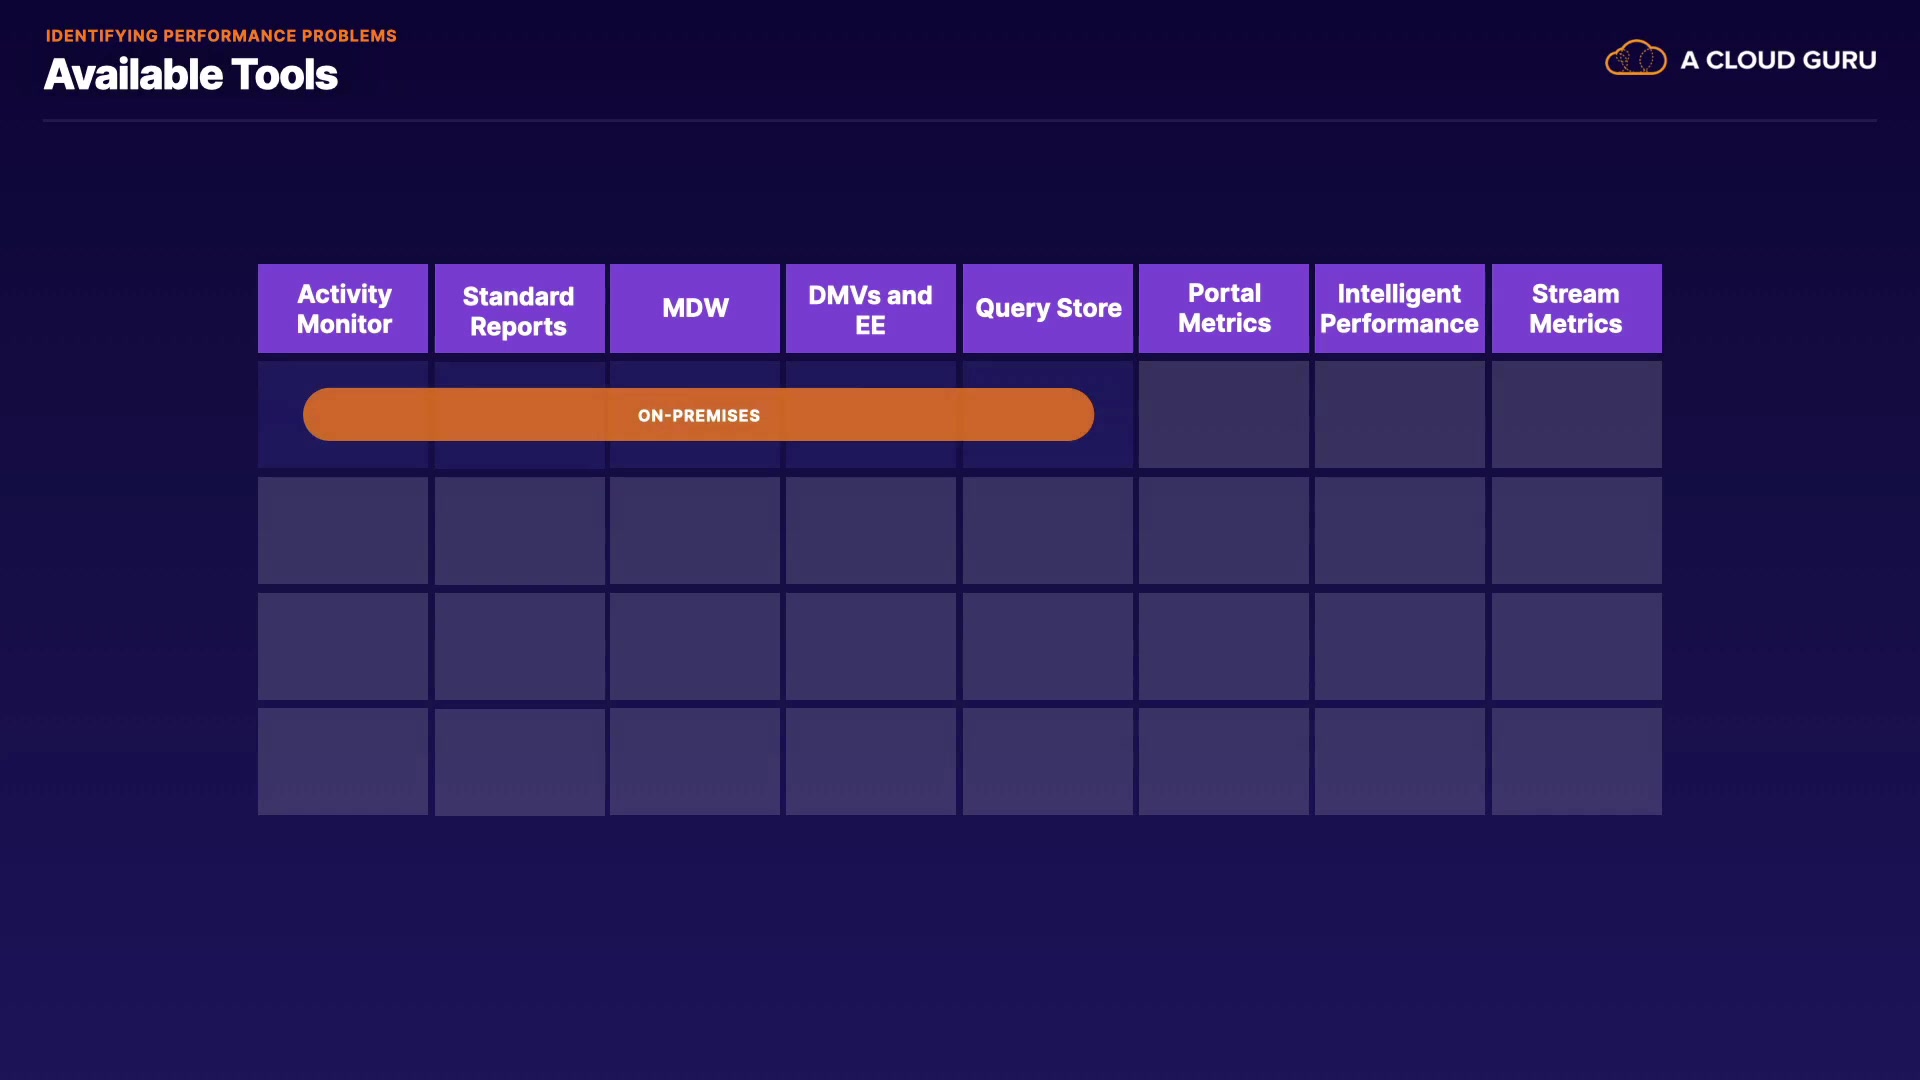 IDENTIFYING PERFORMANCE PROBLEMS
Available Tools
A CLOUD GURU
Activity
Monitor
Standard
Reports
MDW
DMVs and
EE
Query Store
Portal
Metrics
Intelligent
Performance
Stream
Metrics
ON-PREMISES